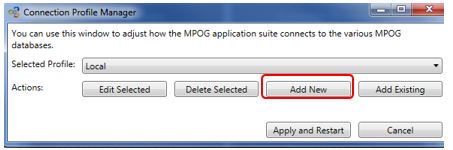 Connection Profile Manager
You can use this window to adjust how the MPOG application suite connects to the various MPOG
databases.
Selected Profile: Local
Actions: Edit Selected Delete Selected Add New Add Existing
Apply and Restart Cancel